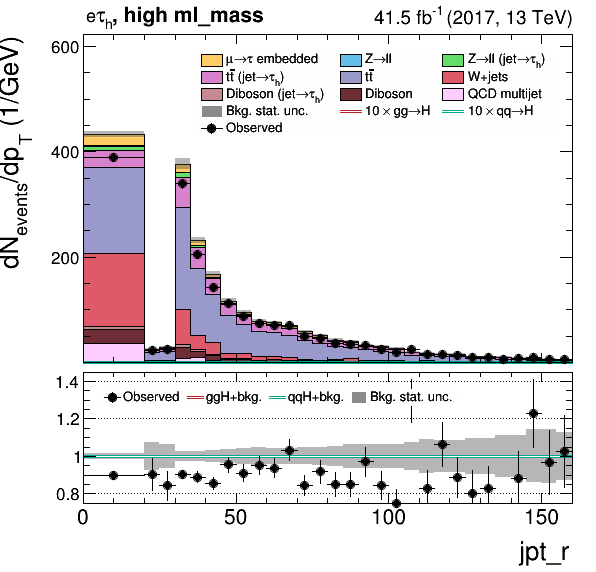 eτh, high ml_mass 41.5 fb⁻¹ (2017, 13 TeV)
dNevents/dpT (1/GeV)
600
400
200
μ→τ embedded Z→ll Z→ll (jet→τh)
tt̄ (jet→τh) tt̄ W+jets
Diboson (jet→τh) Diboson QCD multijet
Bkg. stat. unc. 10 × gg→H 10 × qq→H
Observed
1.4
1.2
1
0.8
Observed ggH+bkg. qqH+bkg. Bkg. stat. unc.
0 50 100 150
jpt_r